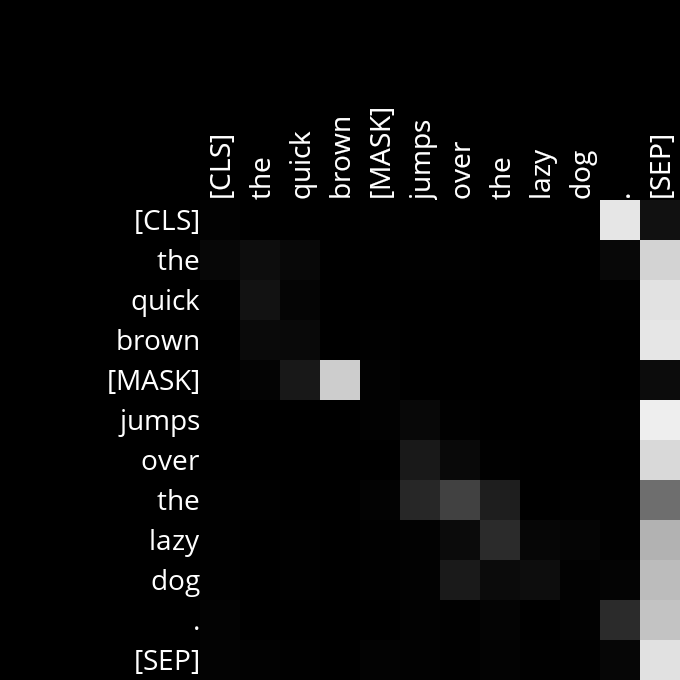 [CLS]
the
quick
brown
[MASK]
jumps
over
the
lazy
dog
.
[SEP]
[CLS]
the
quick
brown
[MASK]
jumps
over
the
lazy
dog
.
[SEP]